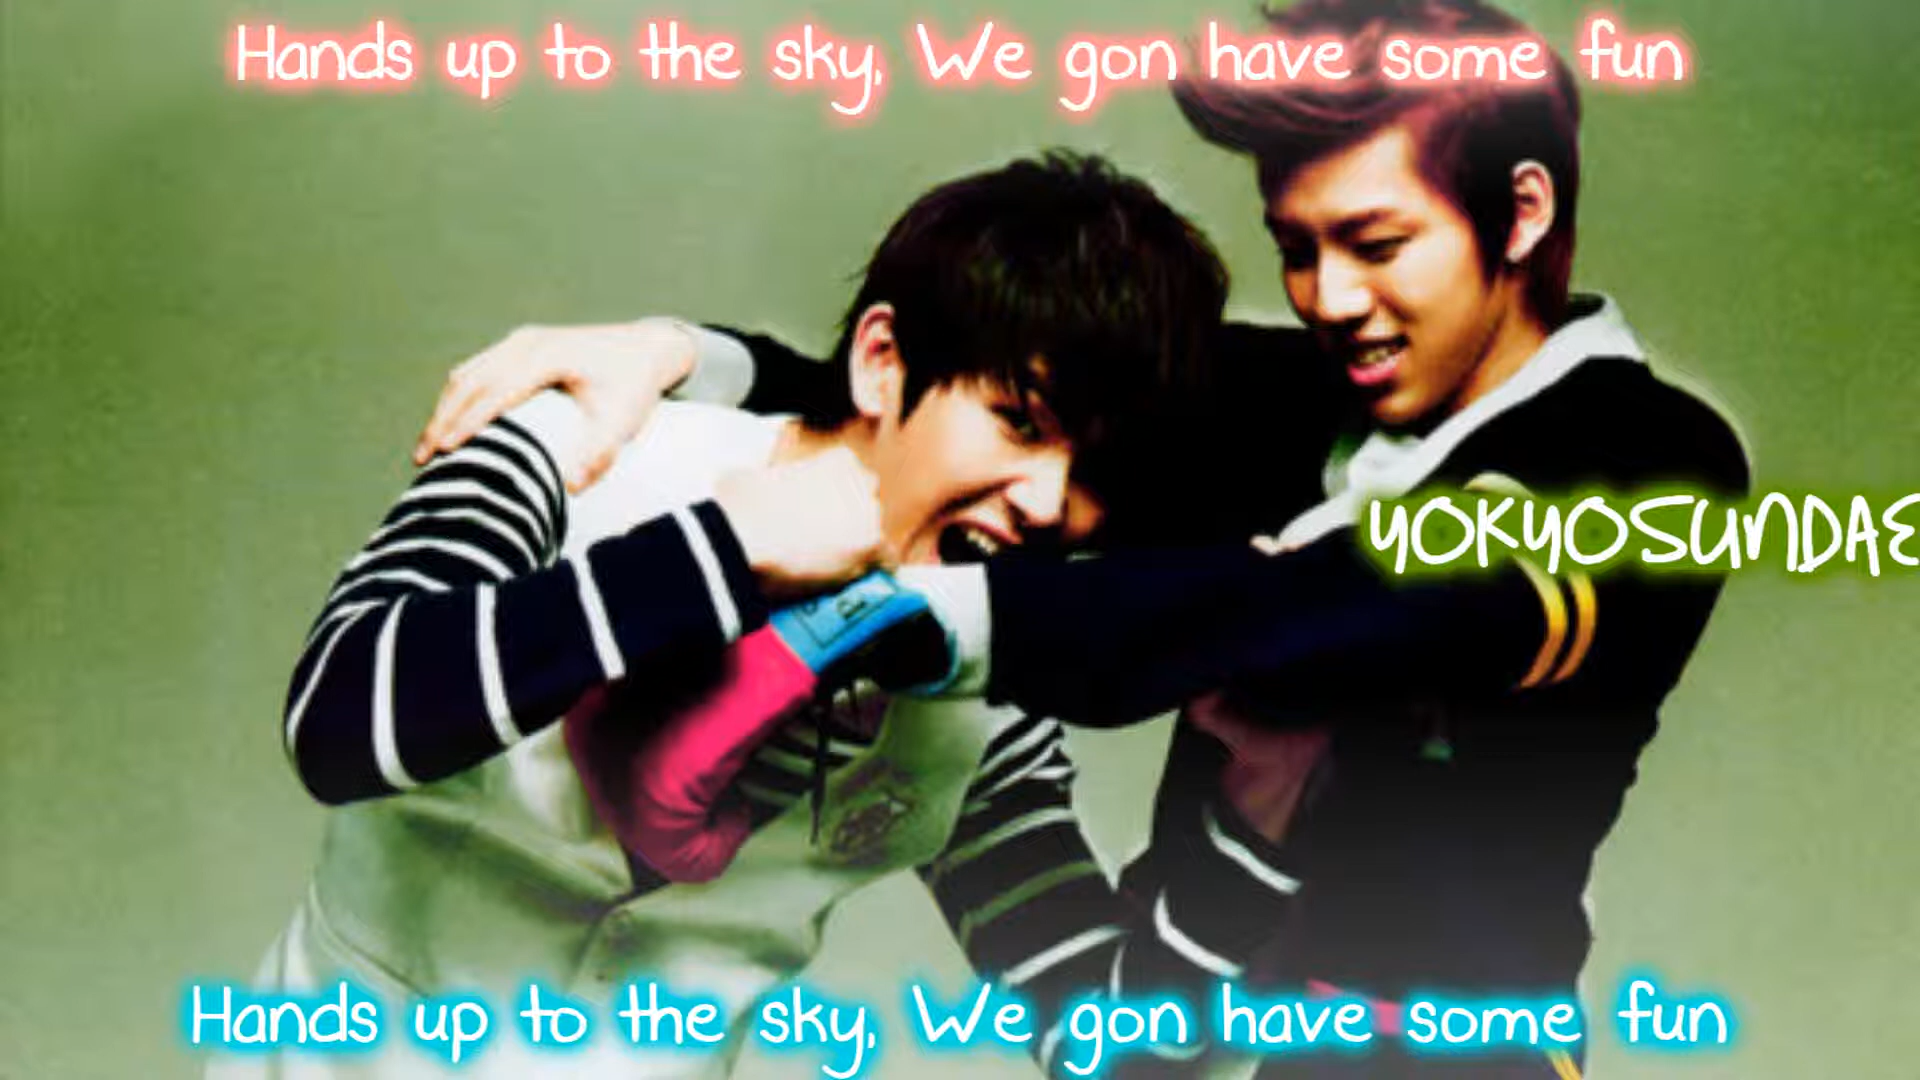 Hands up to the sky, We gon have some fun
YOKYOSUNDAE
Hands up to the sky, We gon have some fun